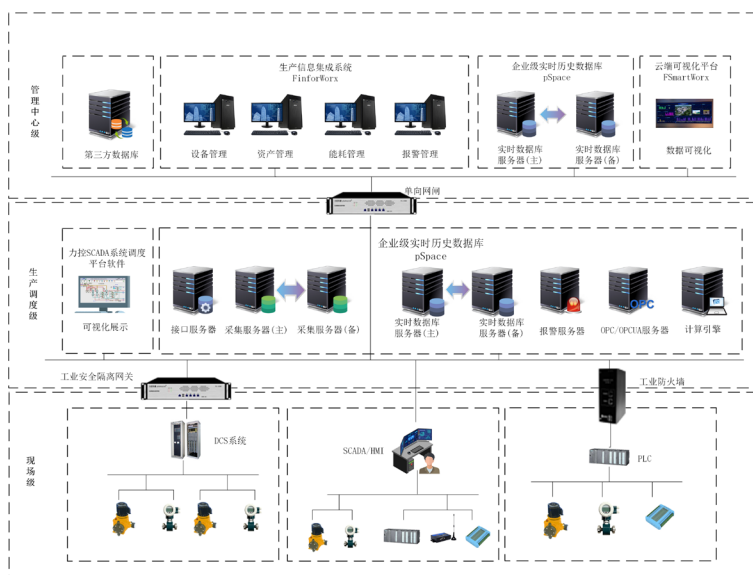 管理中心级
生产信息集成系统
FinforWorx
企业级实时历史数据库
pSpace
云端可视化平台
FSmartWorx
第三方数据库
设备管理
资产管理
能耗管理
报警管理
实时数据库
服务器(主)
实时数据库
服务器(备)
数据可视化
单向网闸
生产调度级
力控SCADA系统调度
平台软件
可视化展示
企业级实时历史数据库
pSpace
接口服务器
采集服务器(主)
采集服务器(备)
实时数据库
服务器(主)
实时数据库
服务器(备)
报警服务器
OPC
OPC/OPCUA服务器
计算引擎
工业安全隔离网关
工业防火墙
现场级
DCS系统
SCADA/HMI
PLC